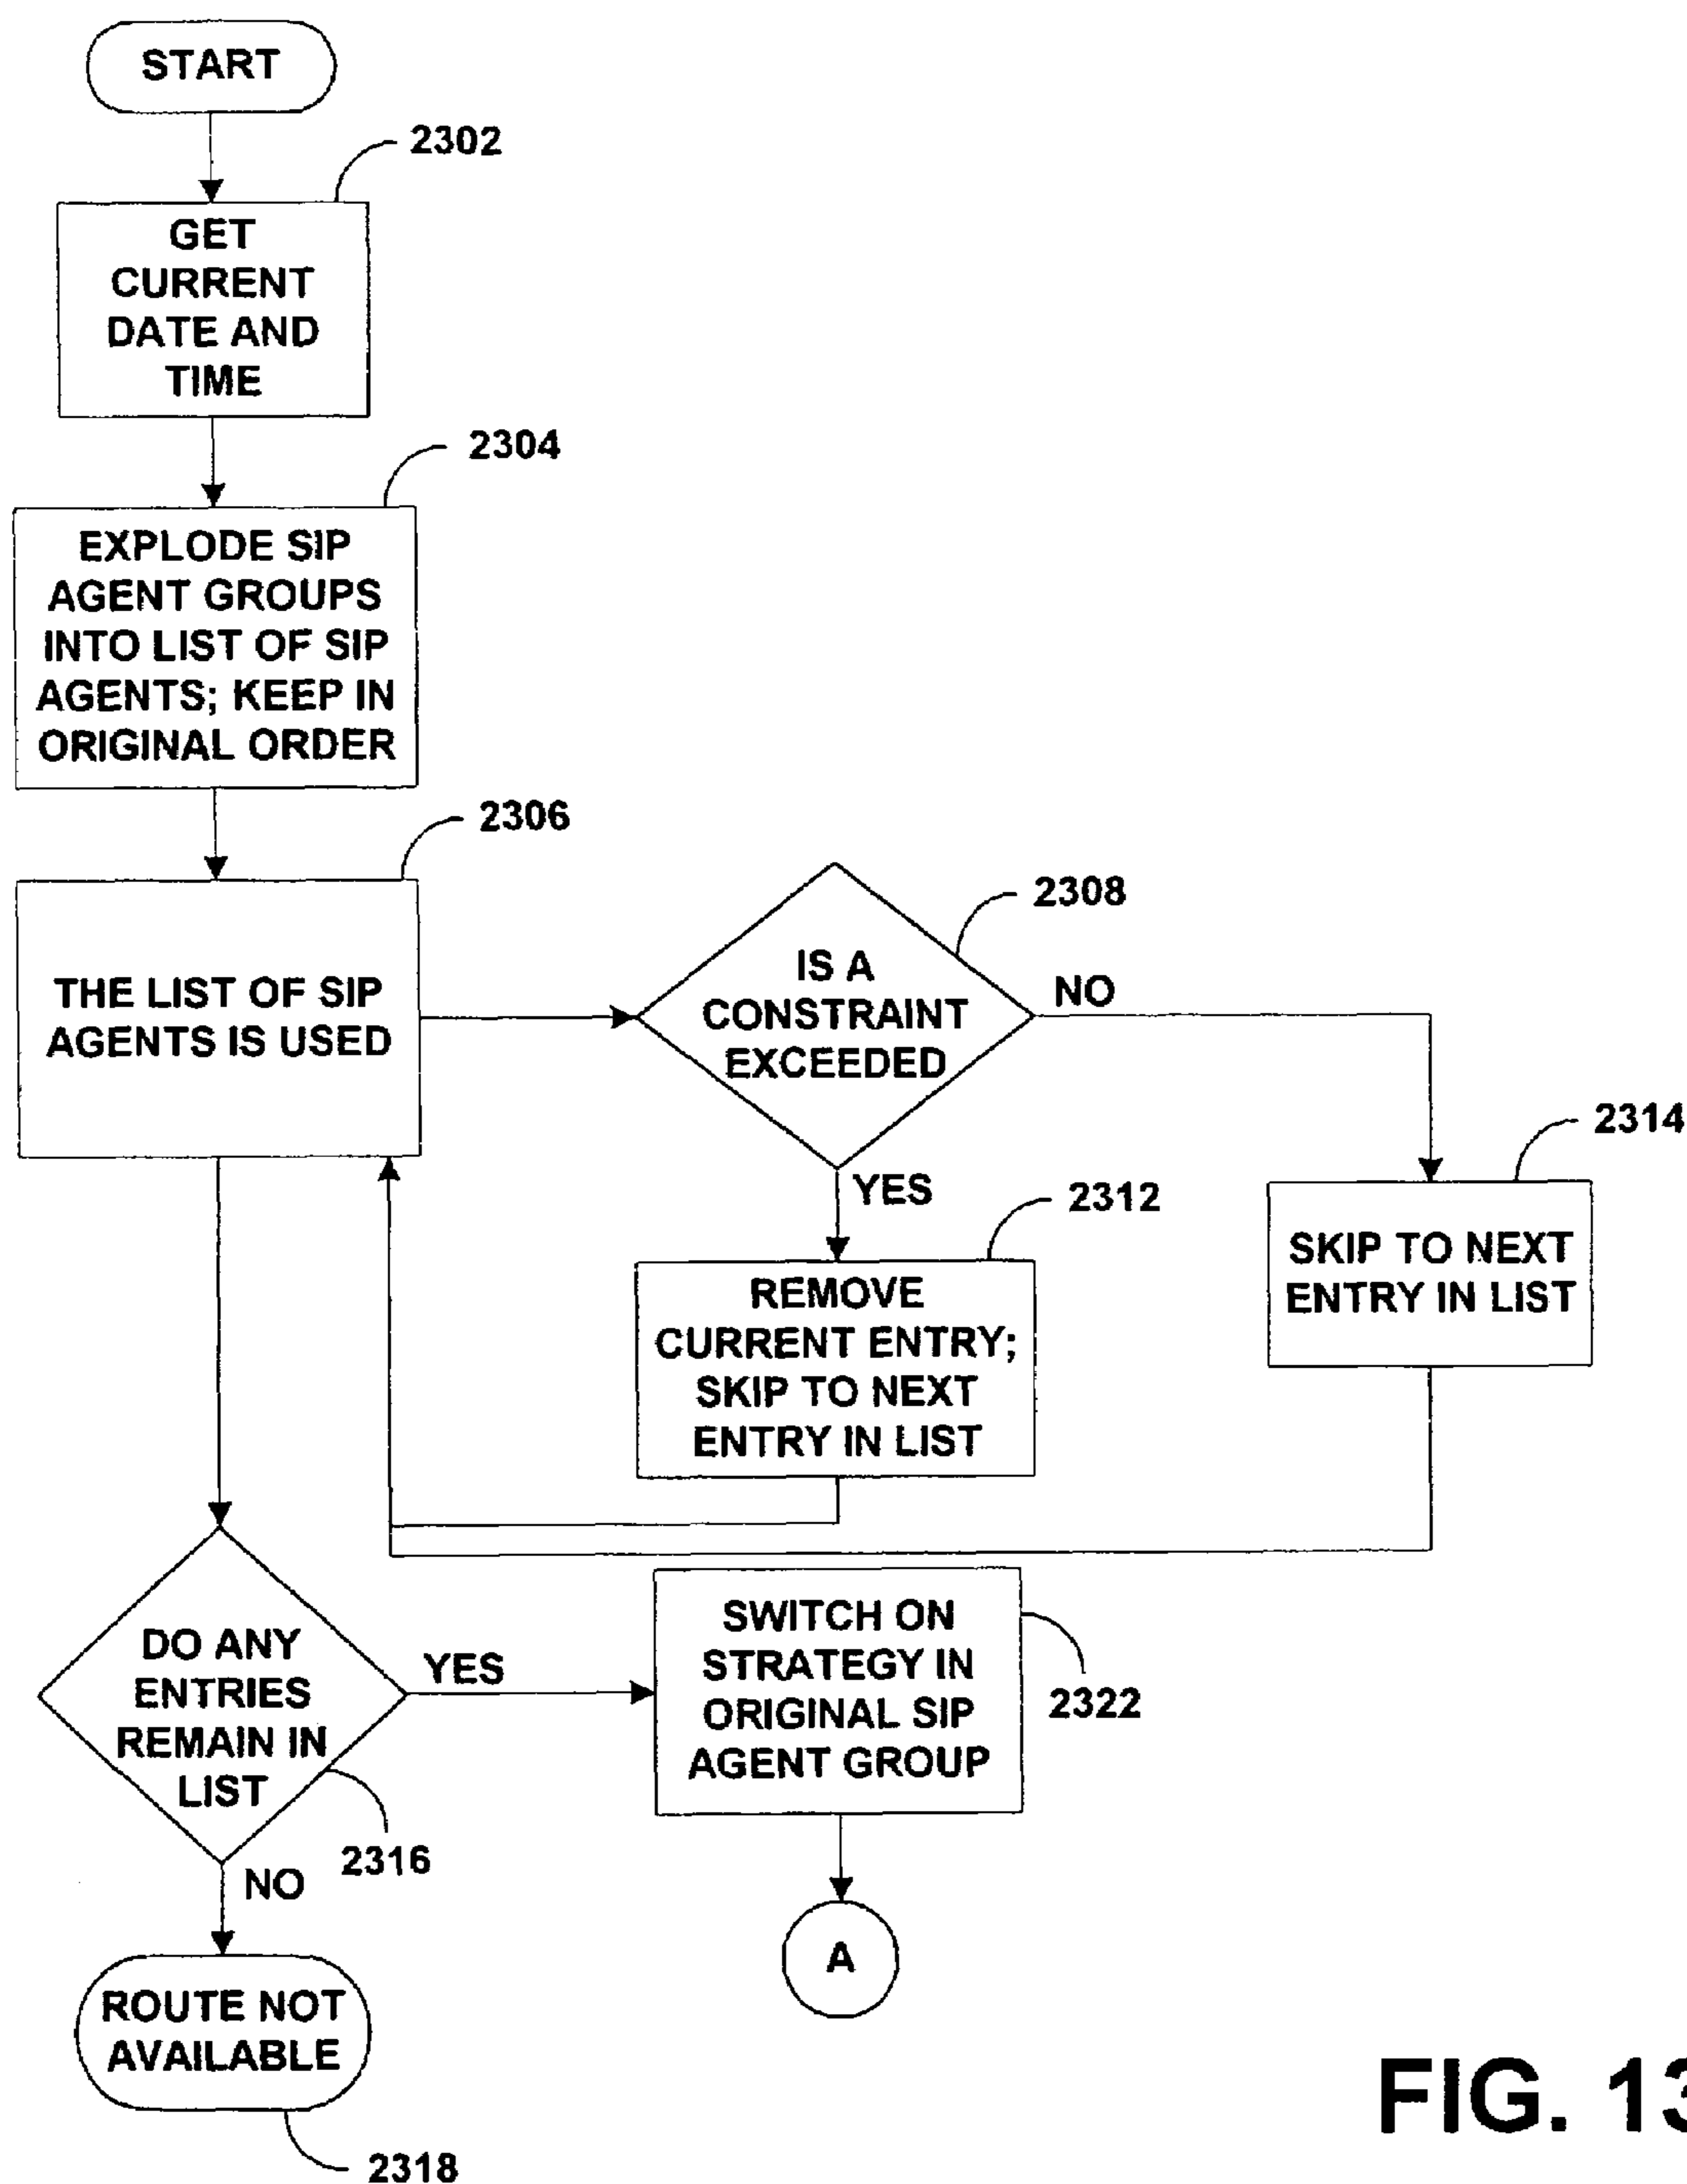 START
2302
GET
CURRENT
DATE AND
TIME
2304
EXPLODE SIP
AGENT GROUPS
INTO LIST OF SIP
AGENTS; KEEP IN
ORIGINAL ORDER
2306
THE LIST OF SIP
AGENTS IS USED
2308
IS A
CONSTRAINT
EXCEEDED
NO
YES
2314
SKIP TO NEXT
ENTRY IN LIST
2312
REMOVE
CURRENT ENTRY;
SKIP TO NEXT
ENTRY IN LIST
DO ANY
ENTRIES
REMAIN IN
LIST
2316
YES
SWITCH ON
STRATEGY IN
ORIGINAL SIP
AGENT GROUP
2322
NO
A
ROUTE NOT
AVAILABLE
2318
FIG. 13